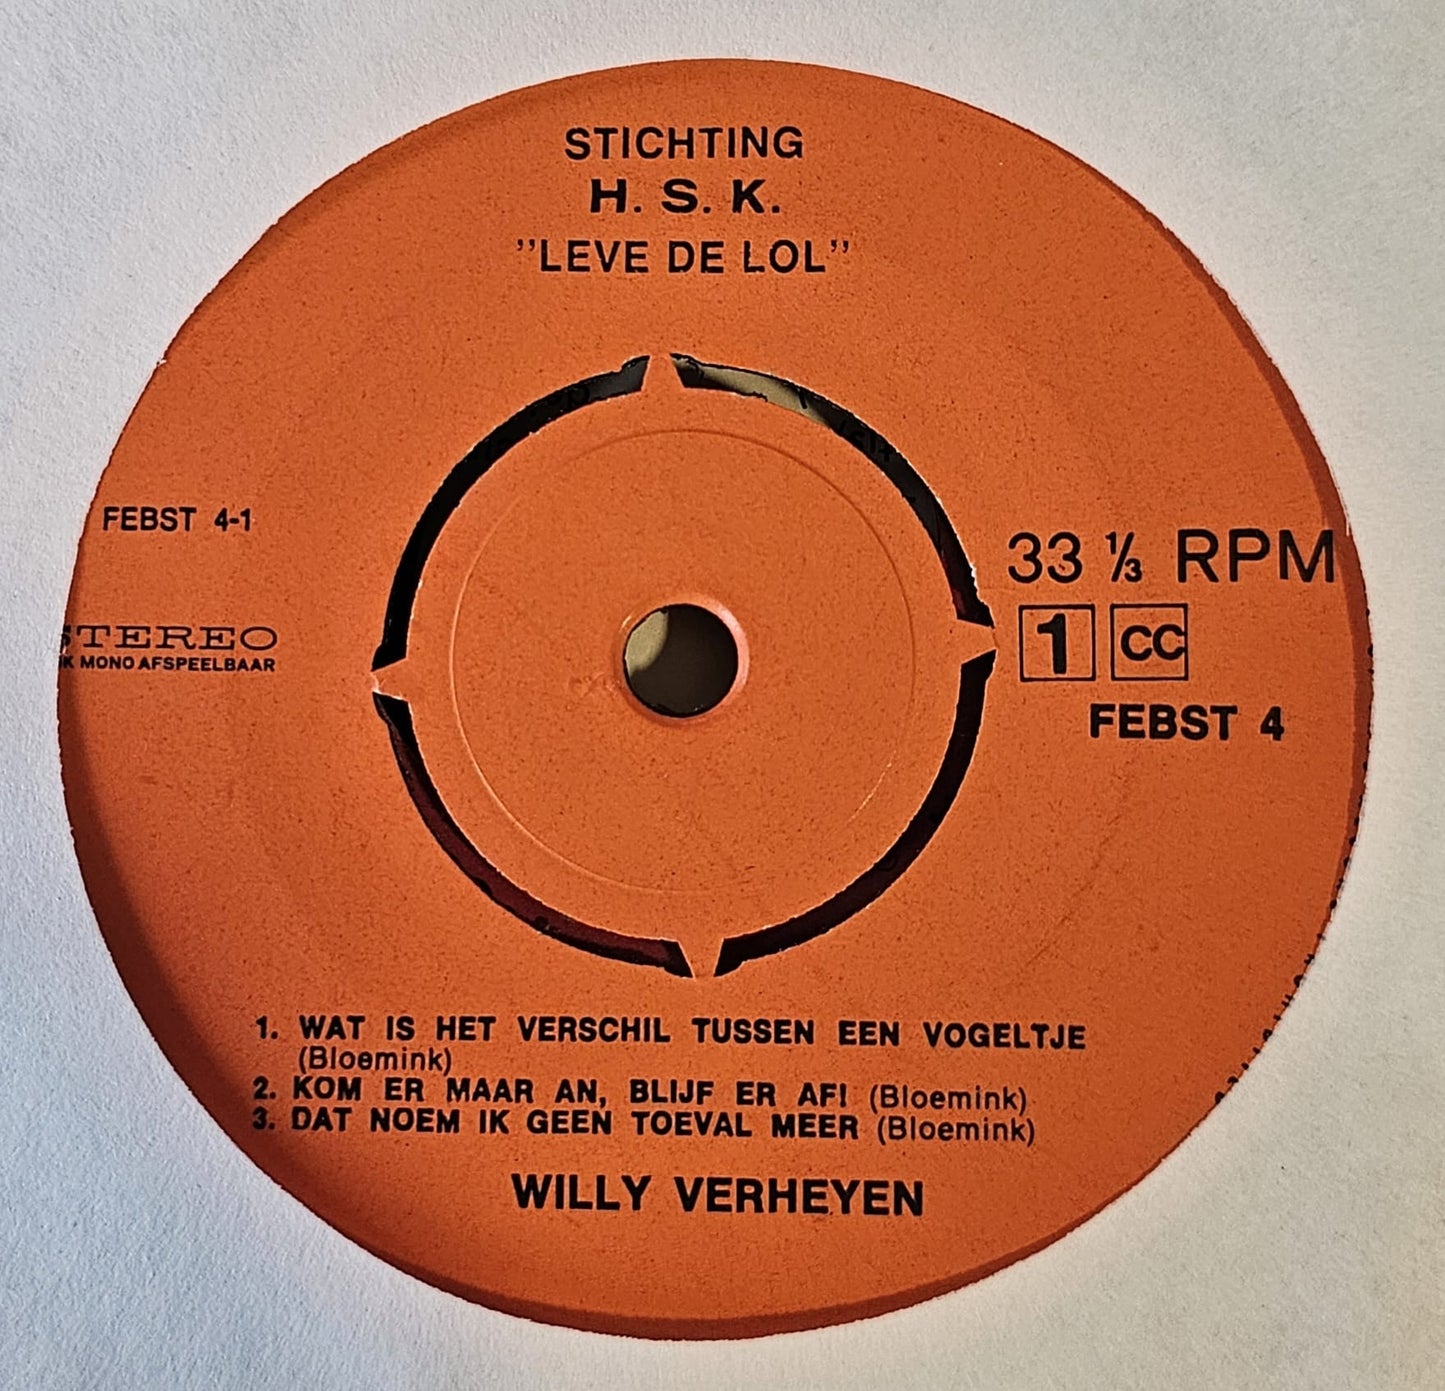 STICHTING
H. S. K.
”LEVE DE LOL”
FEBST 4-1
STEREO
K MONO AFSPEELBAAR
33 ⅓ RPM
1 CC
FEBST 4
1. WAT IS HET VERSCHIL TUSSEN EEN VOGELTJE
(Bloemink)
2. KOM ER MAAR AN, BLIJF ER AF! (Bloemink)
3. DAT NOEM IK GEEN TOEVAL MEER (Bloemink)
WILLY VERHEYEN